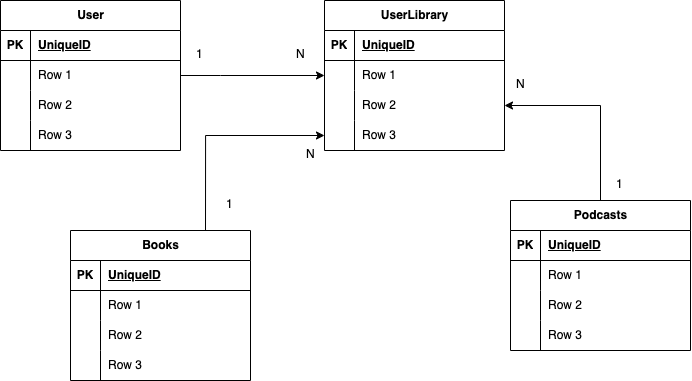 User
PK UniqueID
Row 1
Row 2
Row 3
1
N
UserLibrary
PK UniqueID
Row 1
Row 2
Row 3
N
N
1
1
Books
PK UniqueID
Row 1
Row 2
Row 3
Podcasts
PK UniqueID
Row 1
Row 2
Row 3